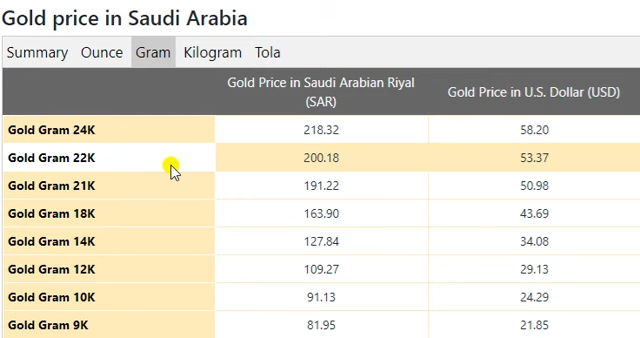 Gold price in Saudi Arabia
Summary Ounce Gram Kilogram Tola
Gold Price in Saudi Arabian Riyal (SAR) Gold Price in U.S. Dollar (USD)
Gold Gram 24K 218.32 58.20
Gold Gram 22K 200.18 53.37
Gold Gram 21K 191.22 50.98
Gold Gram 18K 163.90 43.69
Gold Gram 14K 127.84 34.08
Gold Gram 12K 109.27 29.13
Gold Gram 10K 91.13 24.29
Gold Gram 9K 81.95 21.85